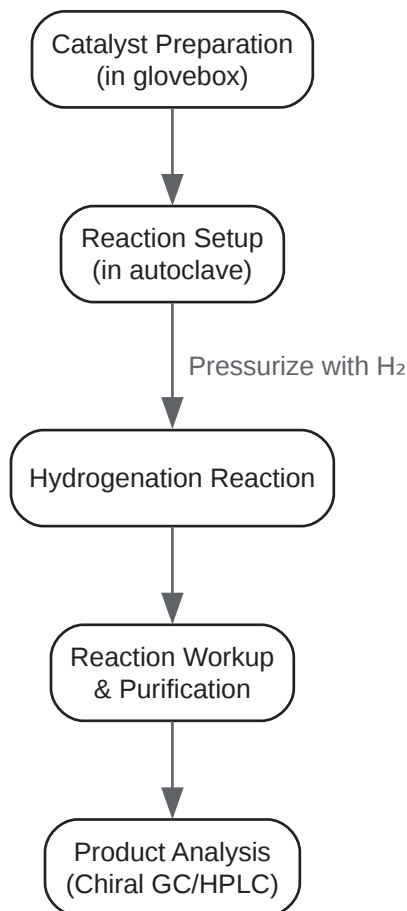 Catalyst Preparation
(in glovebox)
Reaction Setup
(in autoclave)
Pressurize with H₂
Hydrogenation Reaction
Reaction Workup
& Purification
Product Analysis
(Chiral GC/HPLC)